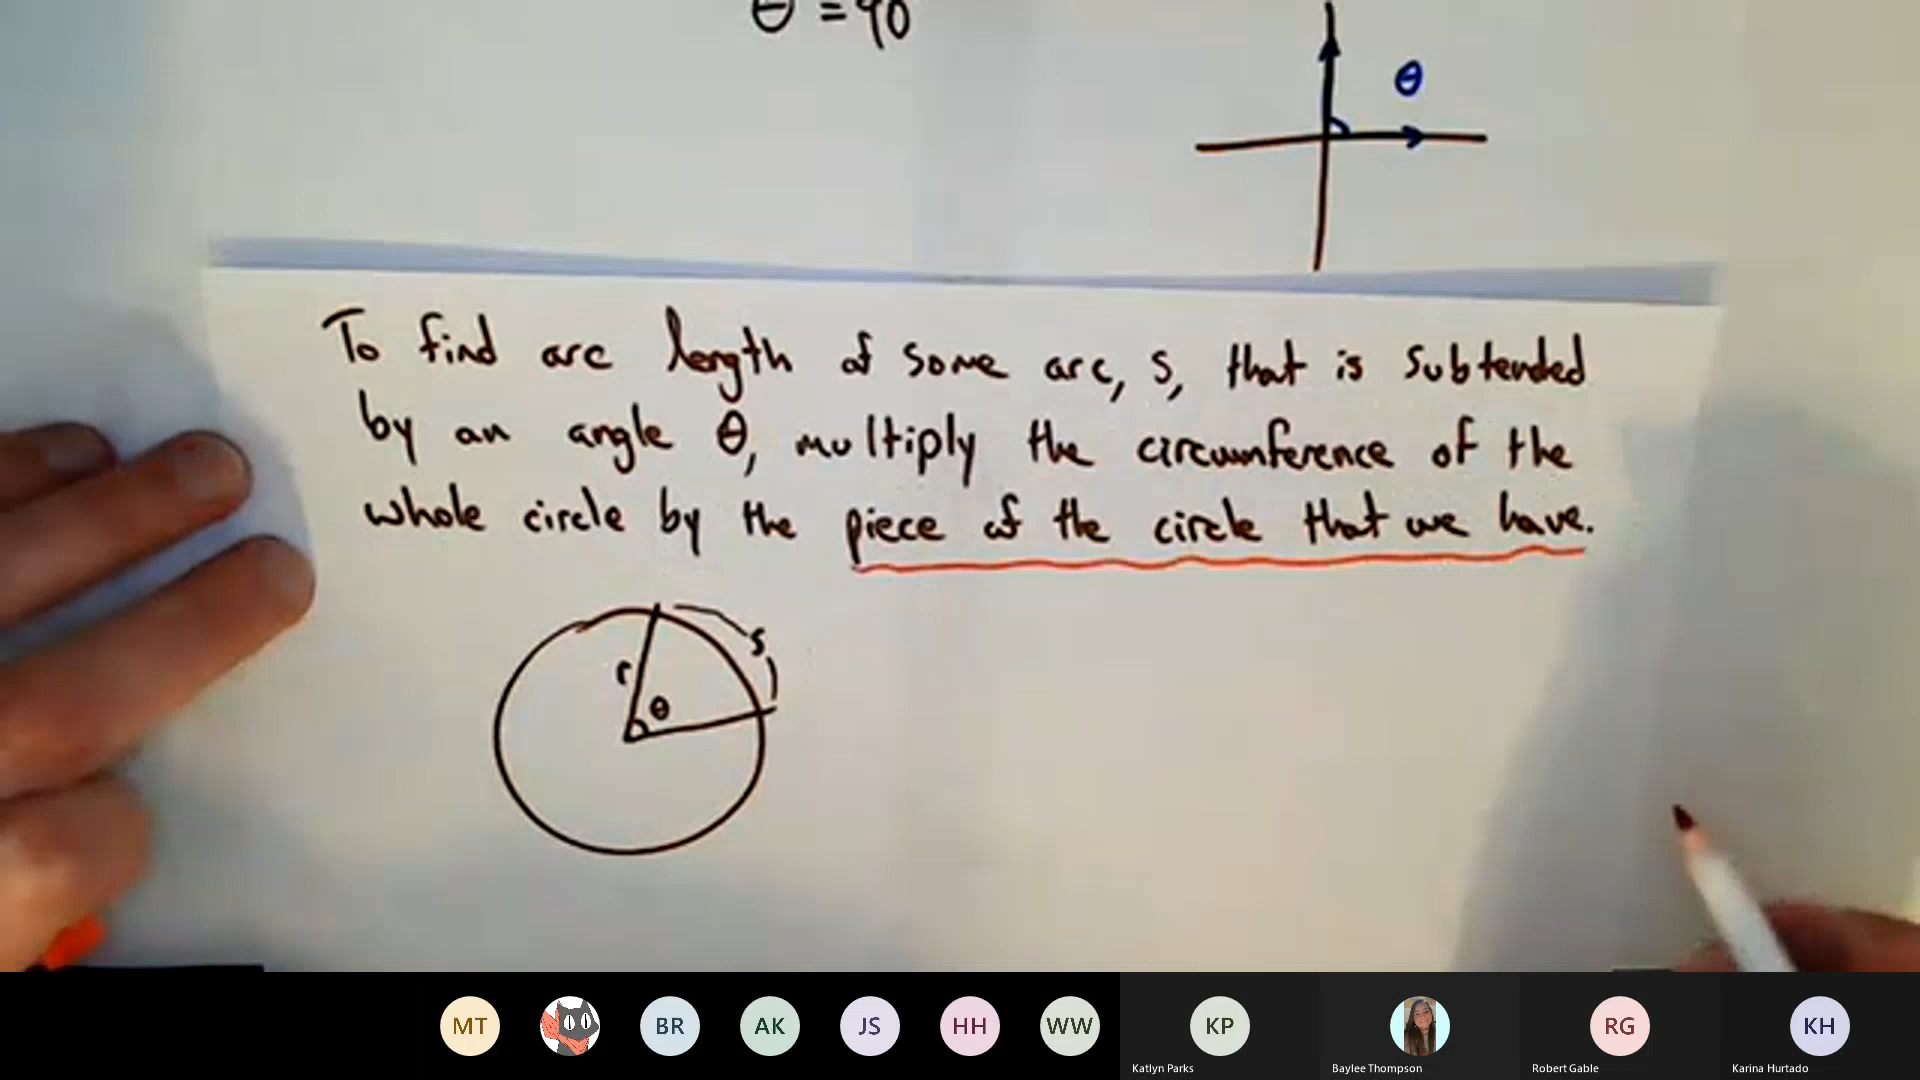 θ = 90
θ
To find arc length of some arc, s, that is subtended
by an angle θ, multiply the circumference of the
whole circle by the piece of the circle that we have.
s
r
θ
MT BR AK JS HH WW KP RG KH
Katlyn Parks Baylee Thompson Robert Gable Karina Hurtado